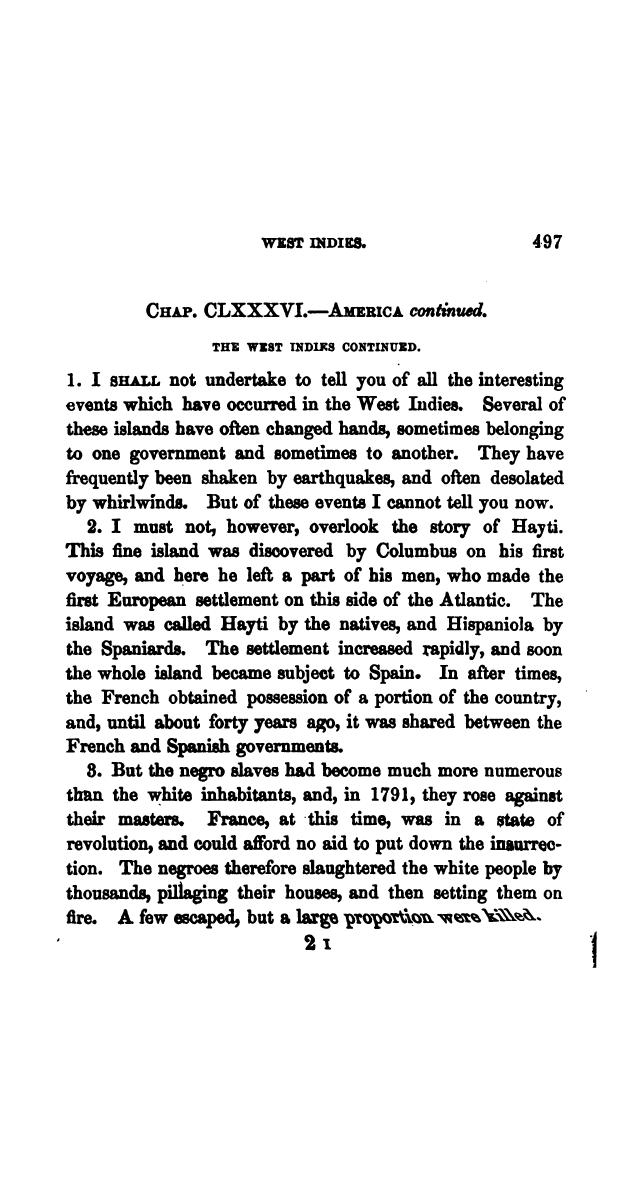 WEST INDIES. 497
CHAP. CLXXXVI.—AMERICA continued.
THE WEST INDIES CONTINUED.
1. I SHALL not undertake to tell you of all the interesting
events which have occurred in the West Indies. Several of
these islands have often changed hands, sometimes belonging
to one government and sometimes to another. They have
frequently been shaken by earthquakes, and often desolated
by whirlwinds. But of these events I cannot tell you now.
2. I must not, however, overlook the story of Hayti.
This fine island was discovered by Columbus on his first
voyage, and here he left a part of his men, who made the
first European settlement on this side of the Atlantic. The
island was called Hayti by the natives, and Hispaniola by
the Spaniards. The settlement increased rapidly, and soon
the whole island became subject to Spain. In after times,
the French obtained possession of a portion of the country,
and, until about forty years ago, it was shared between the
French and Spanish governments.
3. But the negro slaves had become much more numerous
than the white inhabitants, and, in 1791, they rose against
their masters. France, at this time, was in a state of
revolution, and could afford no aid to put down the insurrec-
tion. The negroes therefore slaughtered the white people by
thousands, pillaging their houses, and then setting them on
fire. A few escaped, but a large proportion were killed.
2 I